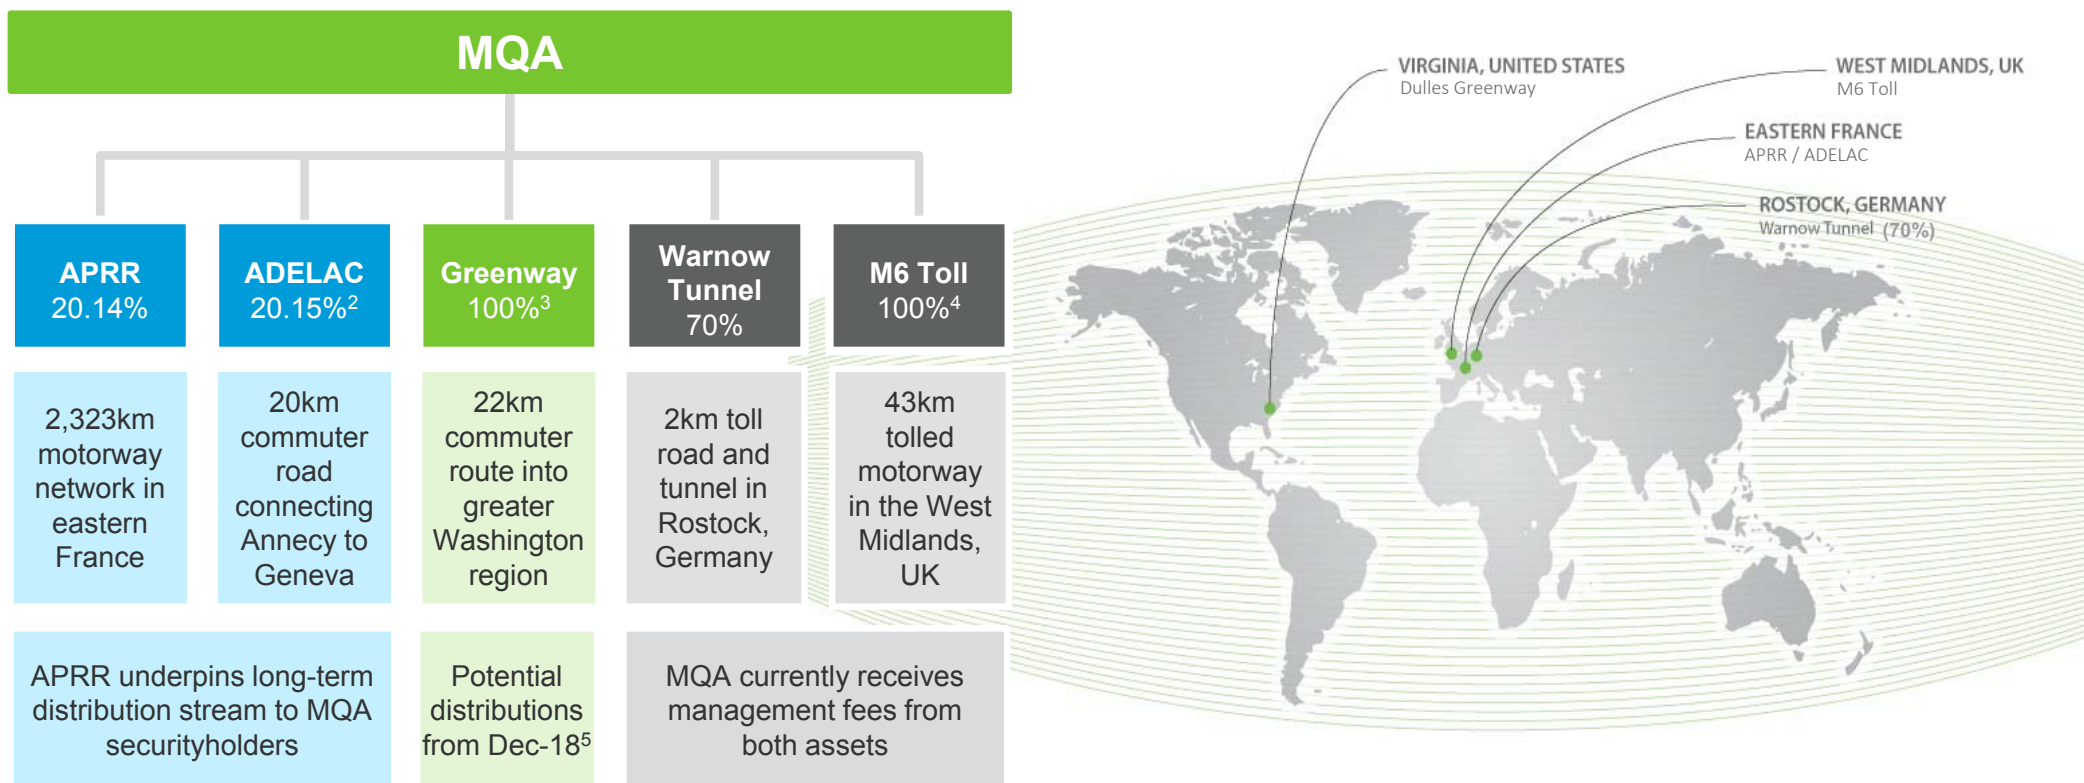 MQA
APRR
20.14%
ADELAC
20.15%2
Greenway
100%3
Warnow
Tunnel
70%
M6 Toll
100%4
2,323km
motorway
network in
eastern
France
20km
commuter
road
connecting
Annecy to
Geneva
22km
commuter
route into
greater
Washington
region
2km toll
road and
tunnel in
Rostock,
Germany
43km
tolled
motorway
in the West
Midlands,
UK
APRR underpins long-term
distribution stream to MQA
securityholders
Potential
distributions
from Dec-185
MQA currently receives
management fees from
both assets
VIRGINIA, UNITED STATES
Dulles Greenway
WEST MIDLANDS, UK
M6 Toll
EASTERN FRANCE
APRR / ADELAC
ROSTOCK, GERMANY
Warnow Tunnel (70%)